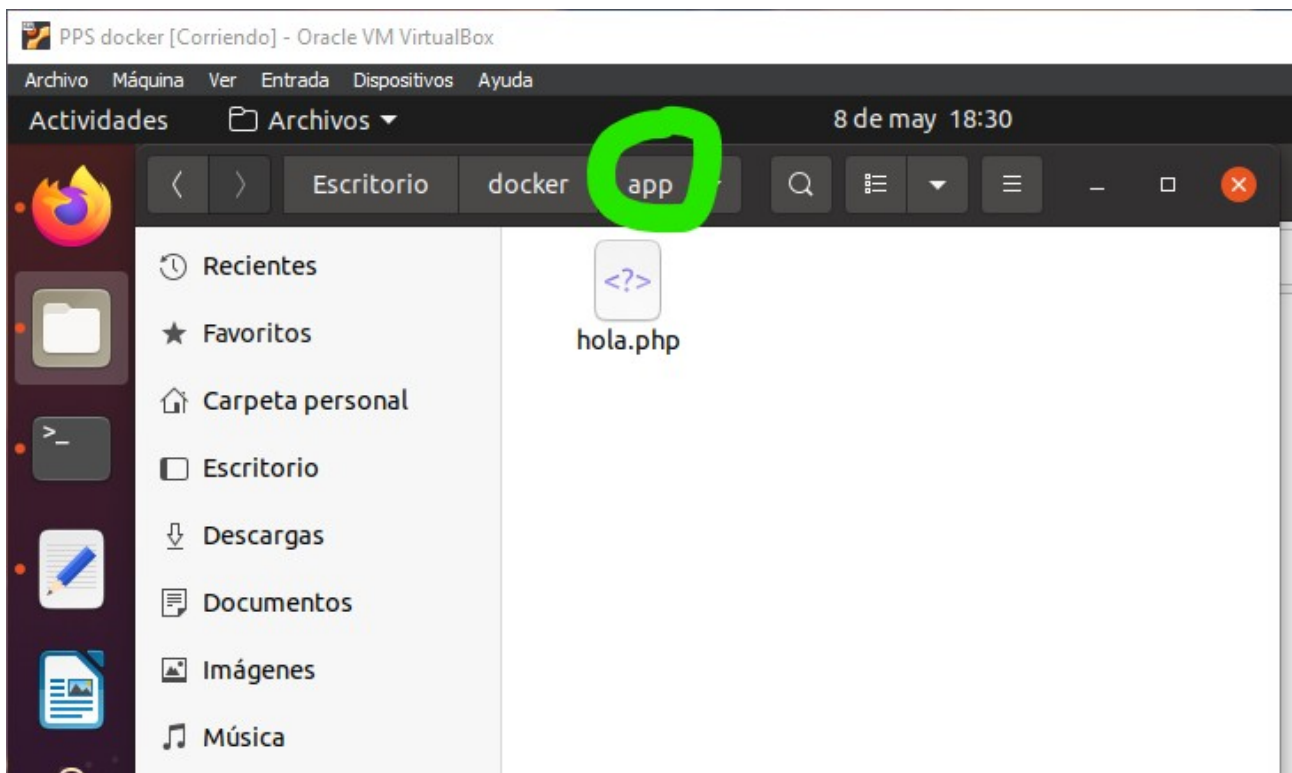 PPS docker [Corriendo] - Oracle VM VirtualBox
Archivo Máquina Ver Entrada Dispositivos Ayuda
Actividades Archivos 8 de may 18:30
Escritorio docker app
Recientes
<?>
Favoritos
hola.php
Carpeta personal
>_
Escritorio
Descargas
Documentos
Imágenes
Música